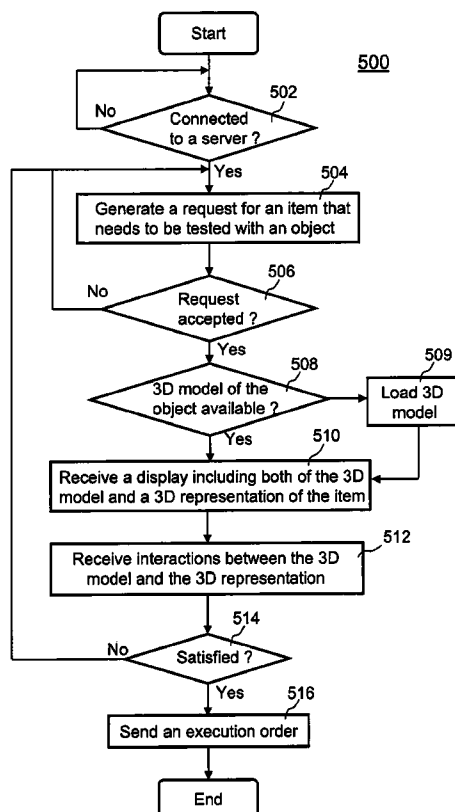 Start
500
502
No
Connected
to a server ?
Yes
504
Generate a request for an item that
needs to be tested with an object
506
No
Request
accepted ?
Yes
508
509
3D model of the
object available ?
Load 3D
model
Yes
510
Receive a display including both of the 3D
model and a 3D representation of the item
512
Receive interactions between the 3D
model and the 3D representation
514
No
Satisfied ?
Yes
516
Send an execution order
End